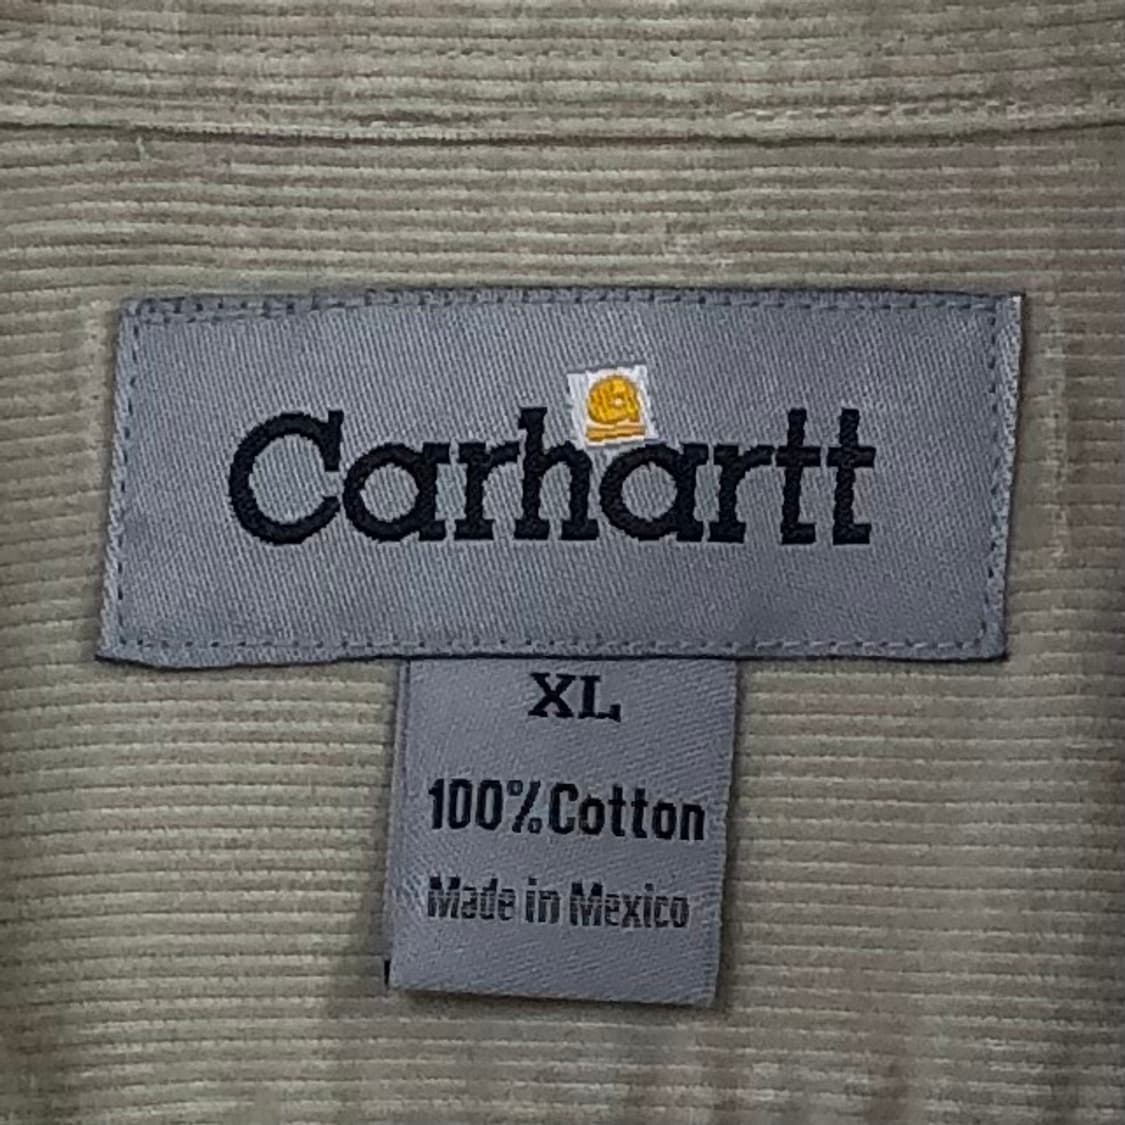 Carhartt
XL
100% Cotton
Made in Mexico